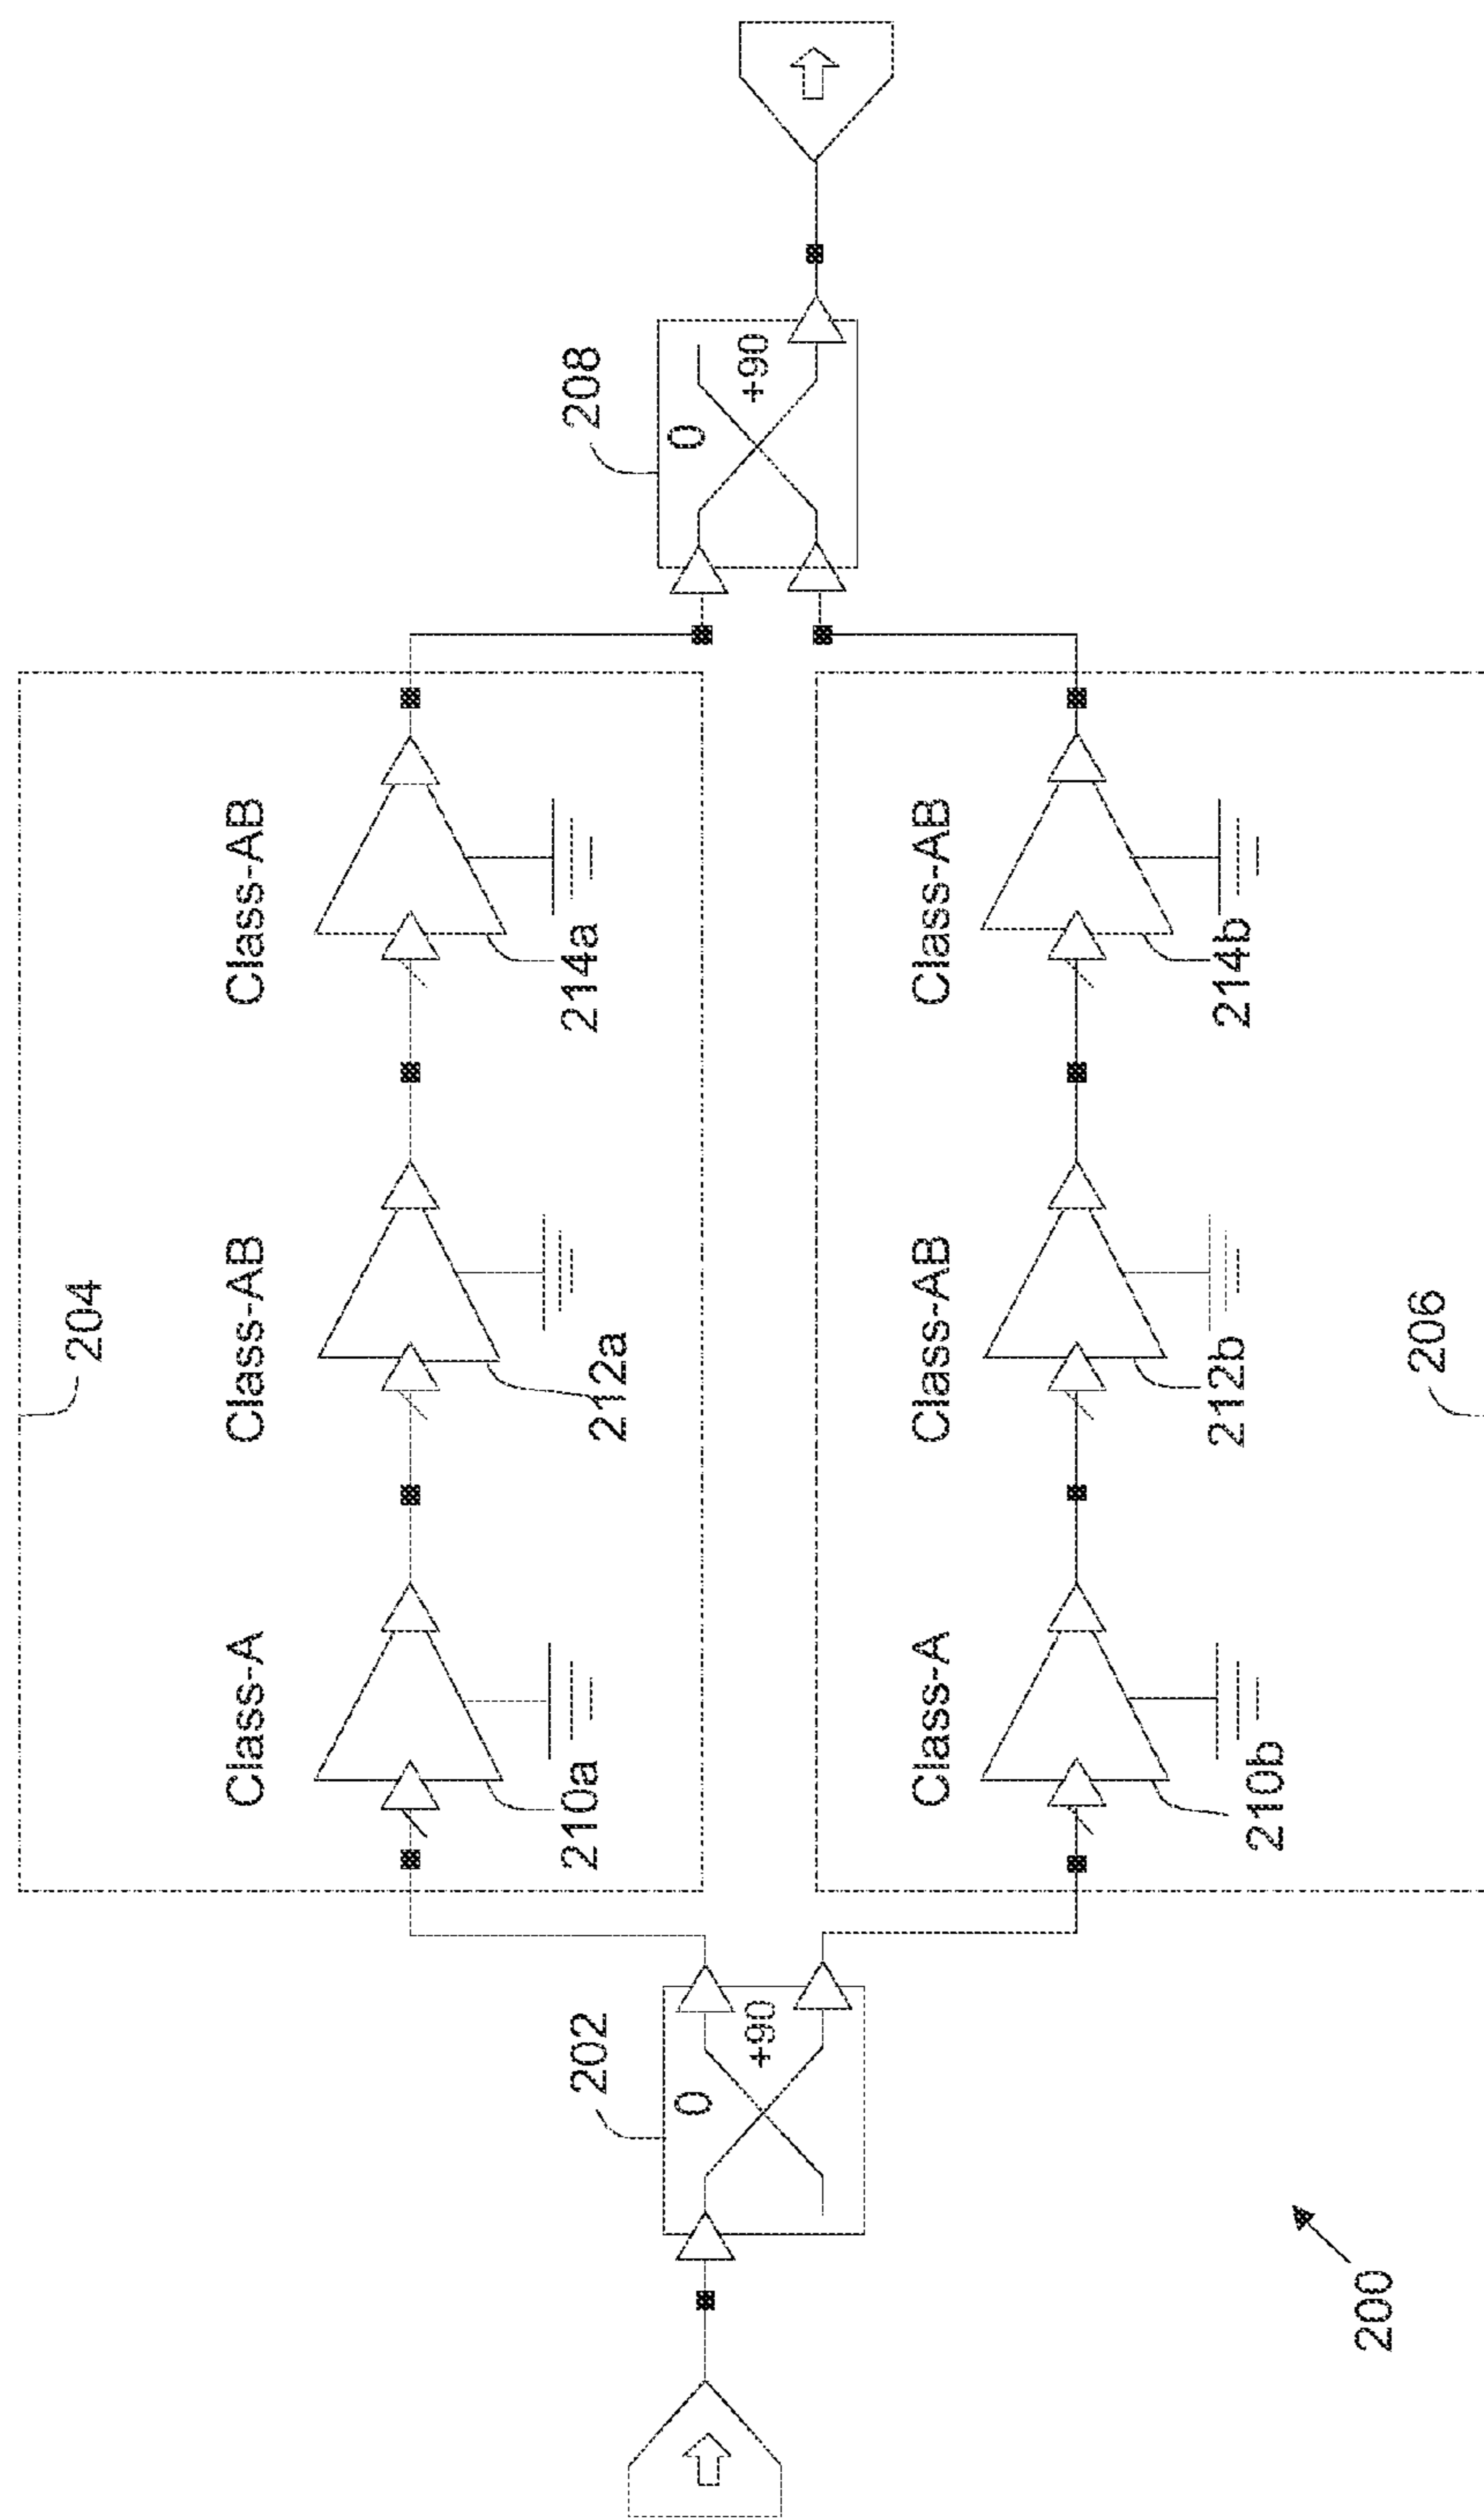 204
Class-A
Class-AB
Class-AB
210a
212a
214a
202
0
+90
208
0
+90
Class-A
Class-AB
Class-AB
210b
212b
214b
200
206